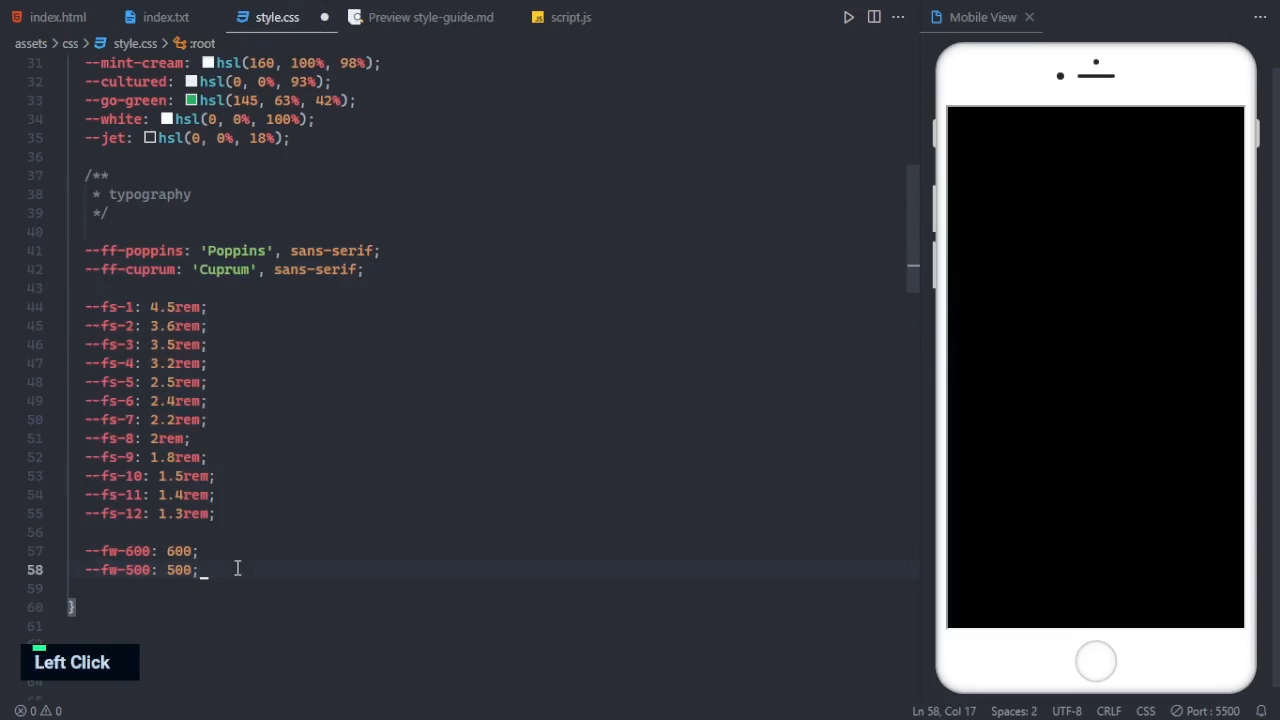 index.html index.txt style.css Preview style-guide.md script.js Mobile View
assets > css > style.css > :root
31 --mint-cream: hsl(160, 100%, 98%);
32 --cultured: hsl(0, 0%, 93%);
33 --go-green: hsl(145, 63%, 42%);
34 --white: hsl(0, 0%, 100%);
35 --jet: hsl(0, 0%, 18%);
36
37 /**
38 * typography
39 */
40
41 --ff-poppins: 'Poppins', sans-serif;
42 --ff-cuprum: 'Cuprum', sans-serif;
43
44 --fs-1: 4.5rem;
45 --fs-2: 3.6rem;
46 --fs-3: 3.5rem;
47 --fs-4: 3.2rem;
48 --fs-5: 2.5rem;
49 --fs-6: 2.4rem;
50 --fs-7: 2.2rem;
51 --fs-8: 2rem;
52 --fs-9: 1.8rem;
53 --fs-10: 1.5rem;
54 --fs-11: 1.4rem;
55 --fs-12: 1.3rem;
56
57 --fw-600: 600;
58 --fw-500: 500;
59
60 }
61
Left Click
0 0 Ln 58, Col 17 Spaces: 2 UTF-8 CRLF CSS Port : 5500